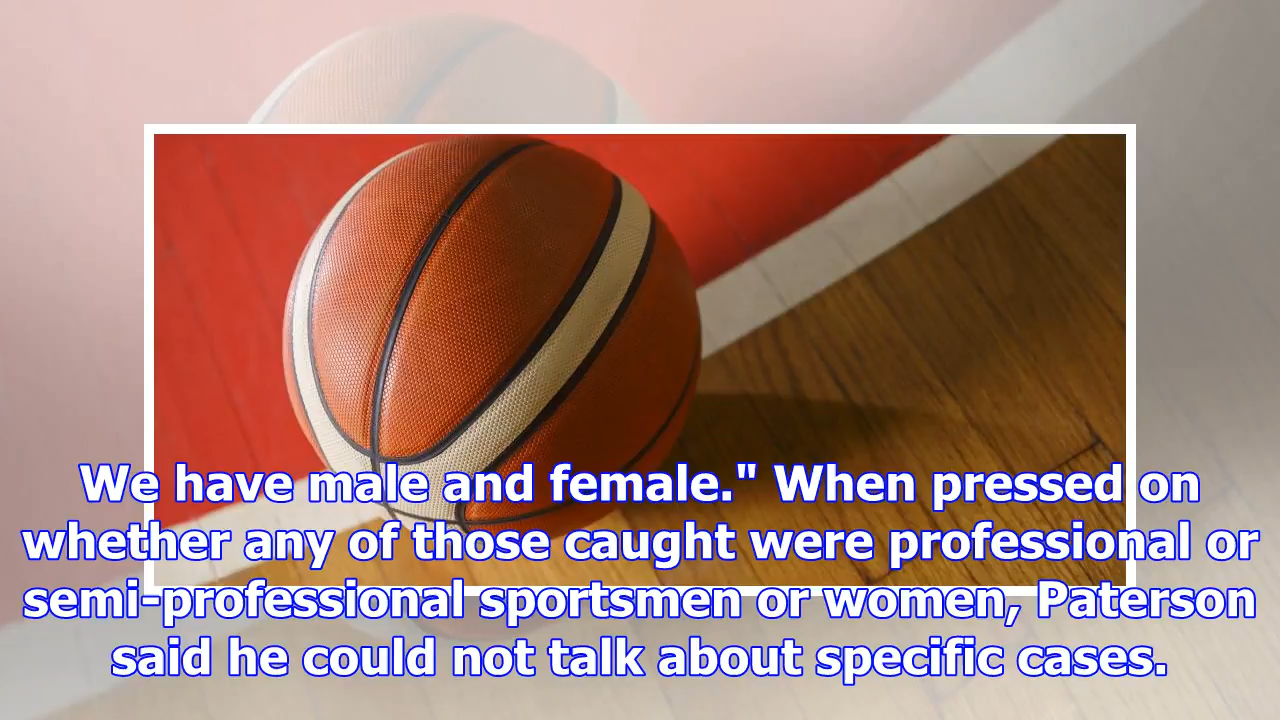 We have male and female." When pressed on
whether any of those caught were professional or
semi-professional sportsmen or women, Paterson
said he could not talk about specific cases.